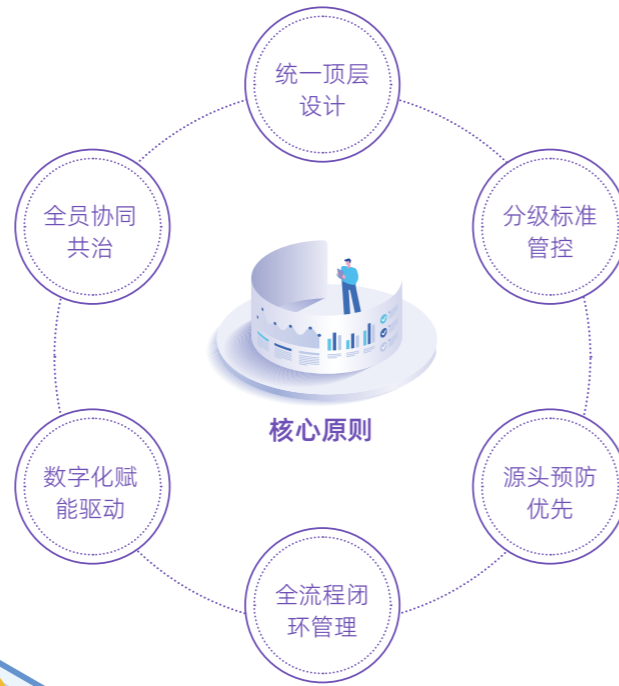 统一顶层
设计
分级标准
管控
源头预防
优先
全流程闭
环管理
数字化赋
能驱动
全员协同
共治
核心原则